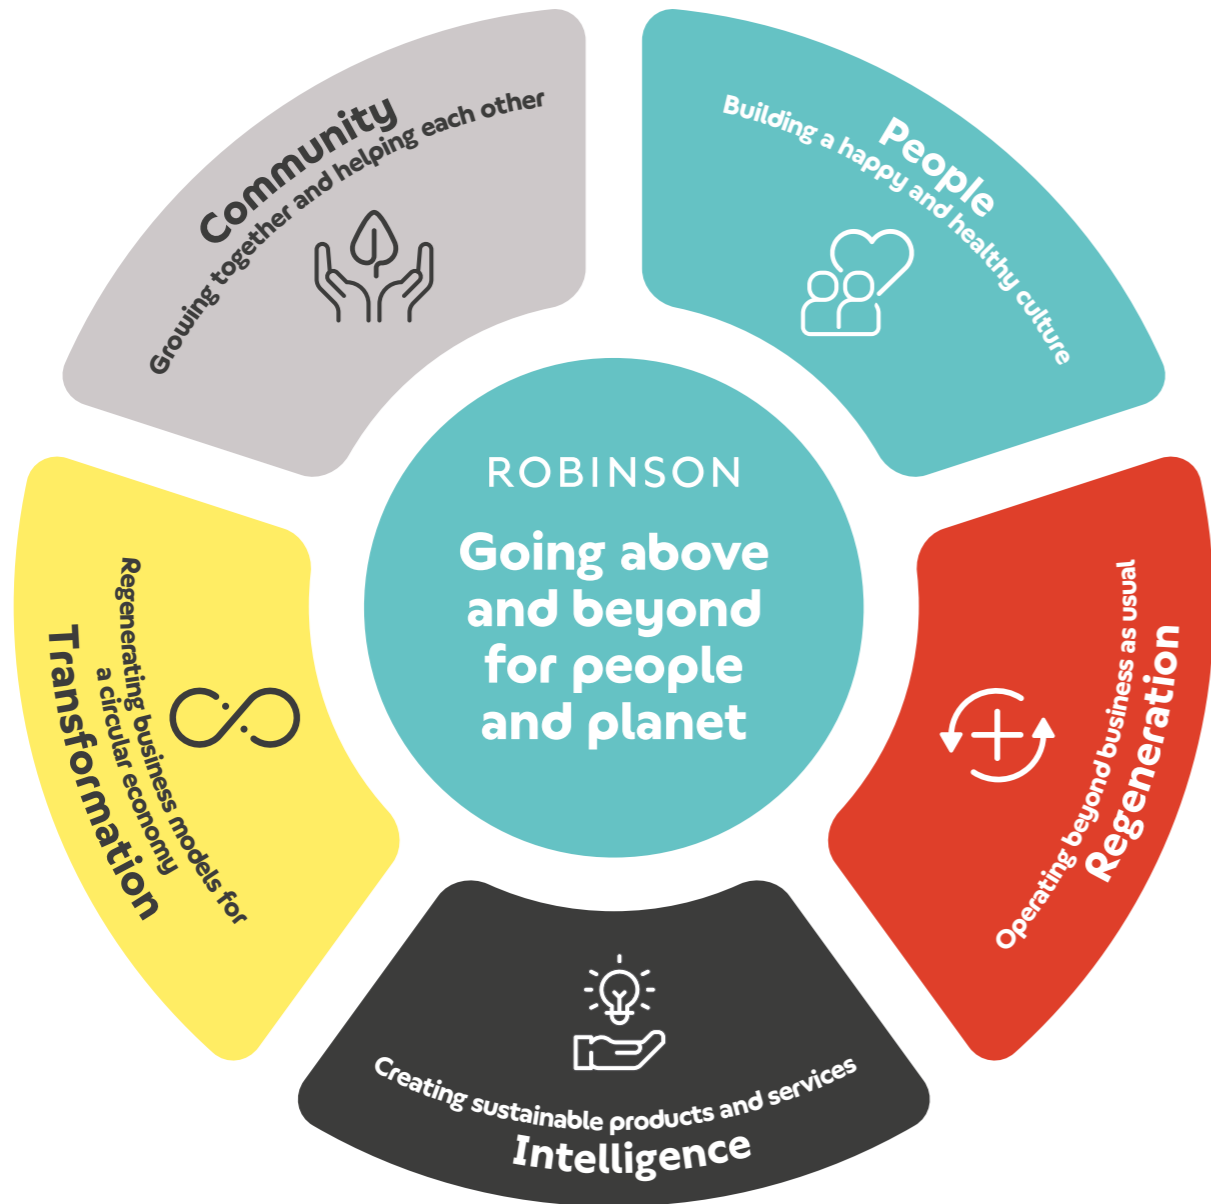 Community
Growing together and helping each other
People
Building a happy and healthy culture
ROBINSON
Going above
and beyond
for people
and planet
Transformation
Regenerating business models for
a circular economy
Operating beyond business as usual
Regeneration
Creating sustainable products and services
Intelligence